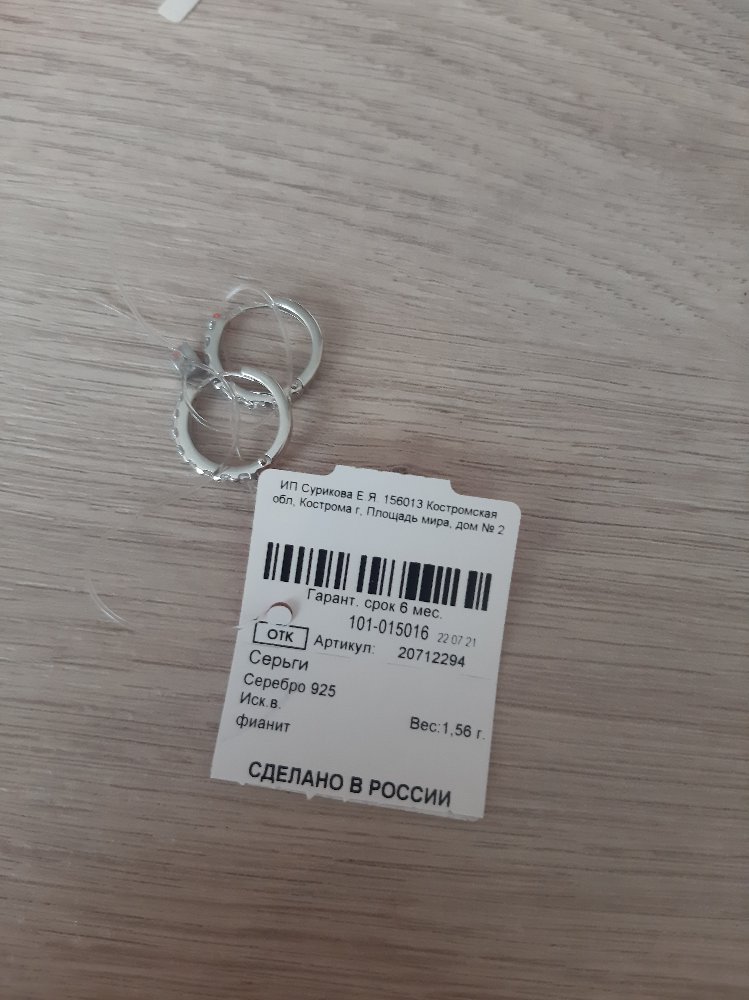 ИП Сурикова Е.Я. 156013 Костромская
обл, Кострома г, Площадь мира, дом № 2
Гарант. срок 6 мес.
101-015016 22 07 21
ОТК Артикул: 20712294
Серьги
Серебро 925
Иск.в.
фианит Вес:1,56 г.
СДЕЛАНО В РОССИИ